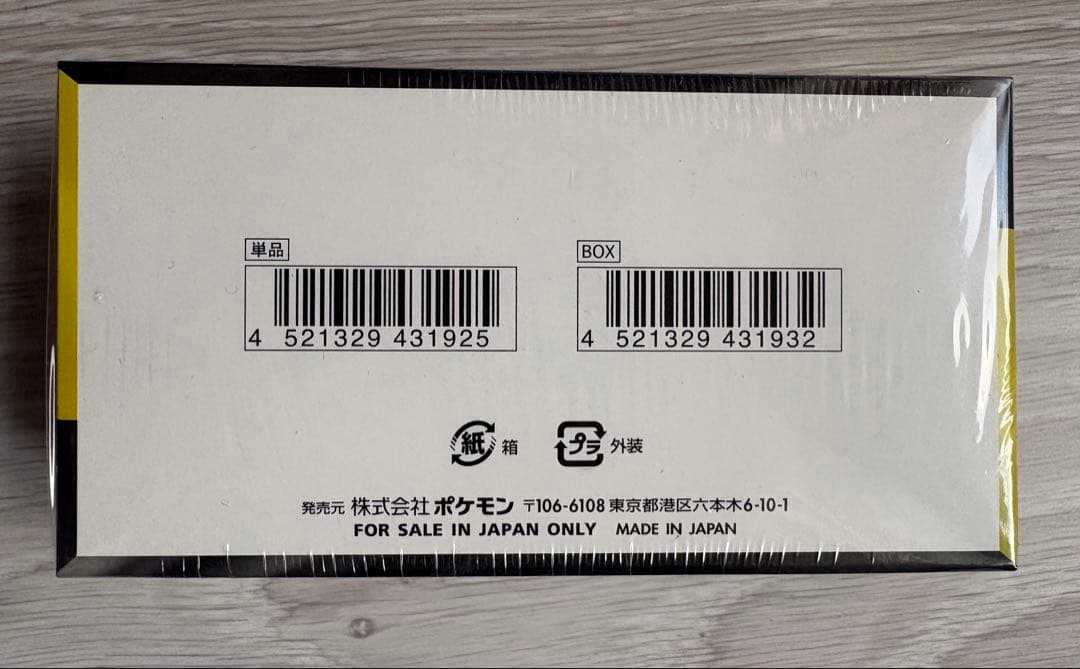 単品
BOX
4 521329 431925
4 521329 431932
紙 箱 プラ 外装
発売元 株式会社 ポケモン 〒106-6108 東京都港区六本木6-10-1
FOR SALE IN JAPAN ONLY MADE IN JAPAN